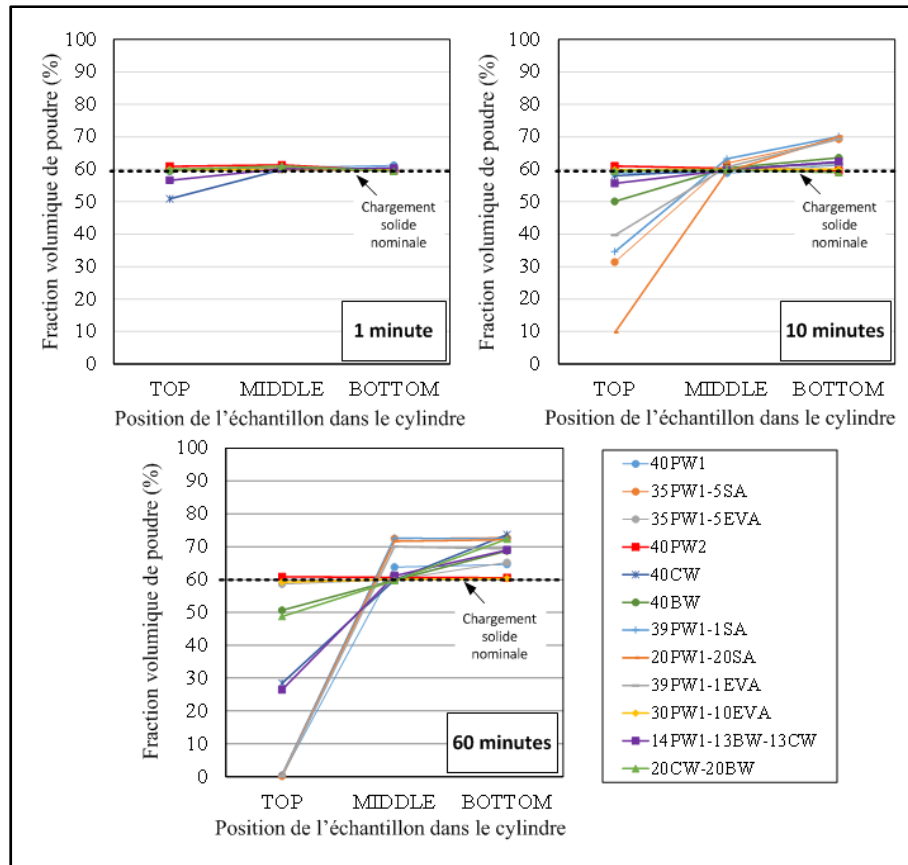 Fraction volumique de poudre (%)
100
90
80
70
60
50
40
30
20
10
0
Chargement
solide
nominale
1 minute
TOP MIDDLE BOTTOM
Position de l'échantillon dans le cylindre
Fraction volumique de poudre (%)
100
90
80
70
60
50
40
30
20
10
0
Chargement
solide
nominale
10 minutes
TOP MIDDLE BOTTOM
Position de l'échantillon dans le cylindre
Fraction volumique de poudre (%)
100
90
80
70
60
50
40
30
20
10
0
Chargement
solide
nominale
60 minutes
TOP MIDDLE BOTTOM
Position de l'échantillon dans le cylindre
40PW1
35PW1-5SA
35PW1-5EVA
40PW2
40CW
40BW
39PW1-1SA
20PW1-20SA
39PW1-1EVA
30PW1-10EVA
14PW1-13BW-13CW
20CW-20BW